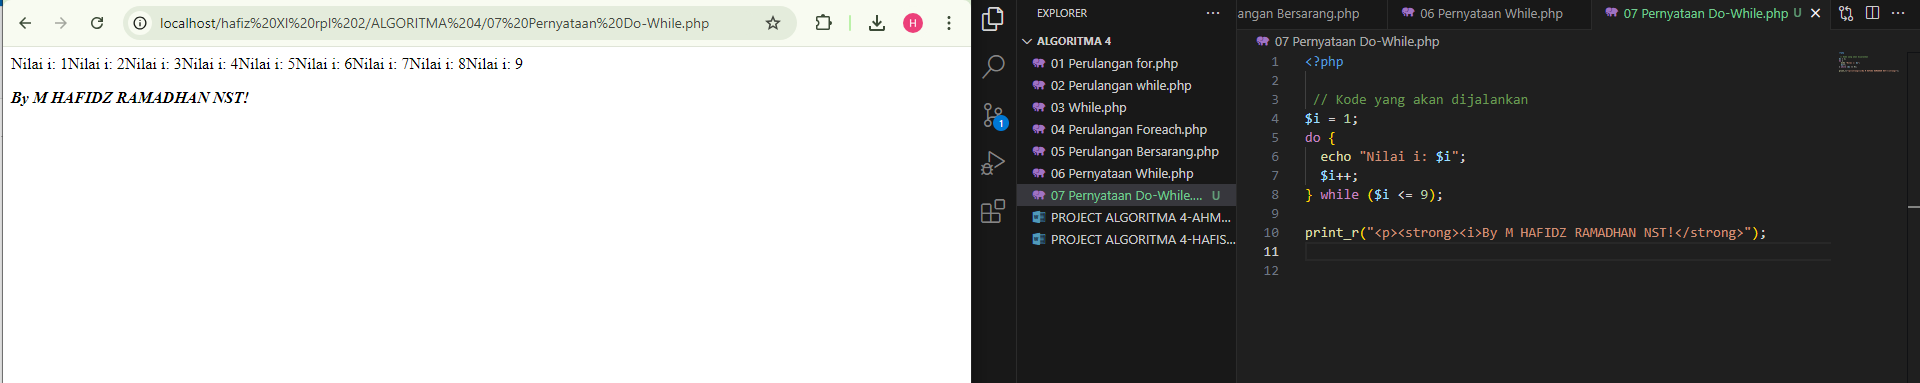 localhost/hafiz%20XI%20rpl%202/ALGORITMA%204/07%20Pernyataan%20Do-While.php
H
Nilai i: 1Nilai i: 2Nilai i: 3Nilai i: 4Nilai i: 5Nilai i: 6Nilai i: 7Nilai i: 8Nilai i: 9
By M HAFIDZ RAMADHAN NST!
1
EXPLORER
ALGORITMA 4
01 Perulangan for.php
02 Perulangan while.php
03 While.php
04 Perulangan Foreach.php
05 Perulangan Bersarang.php
06 Pernyataan While.php
07 Pernyataan Do-While.... U
PROJECT ALGORITMA 4-AHM...
PROJECT ALGORITMA 4-HAFIS...
angan Bersarang.php
06 Pernyataan While.php
07 Pernyataan Do-While.php U
07 Pernyataan Do-While.php
1 <?php
2
3 // Kode yang akan dijalankan
4 $i = 1;
5 do {
6 echo "Nilai i: $i";
7 $i++;
8 } while ($i <= 9);
9
10 print_r("<p><strong><i>By M HAFIDZ RAMADHAN NST!</strong>");
11
12